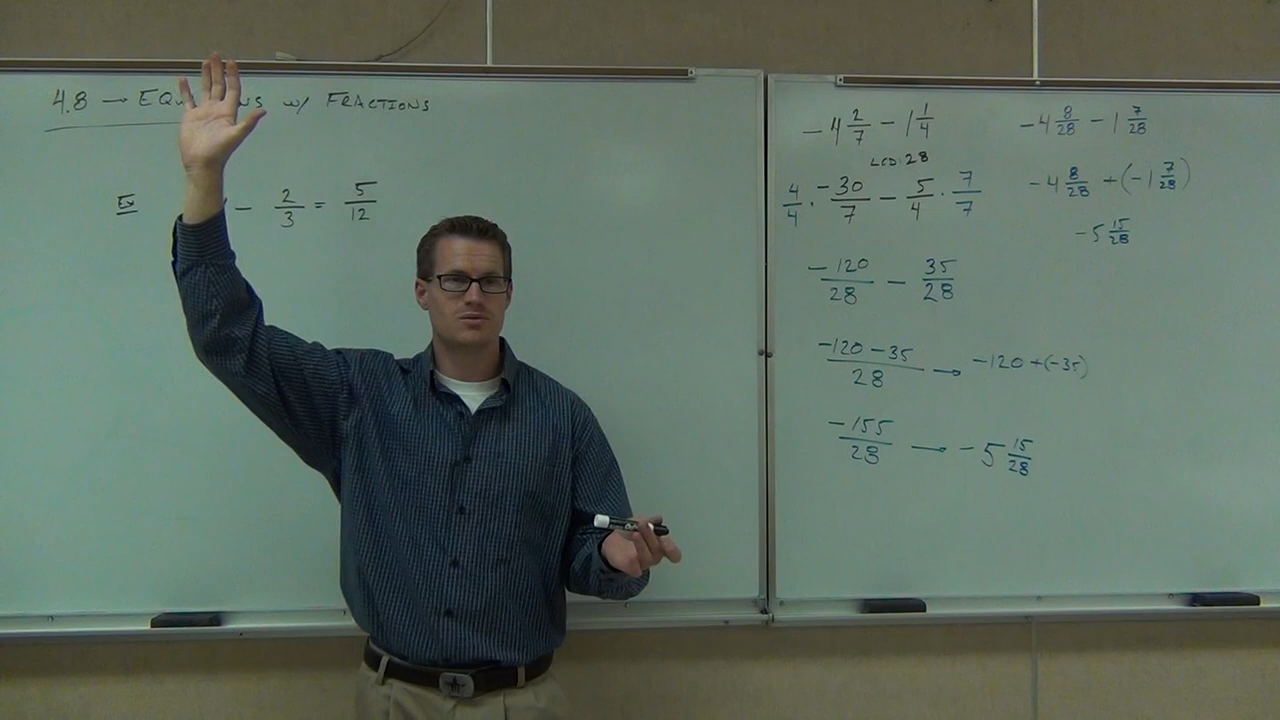 4.8 → EQ NS w/ FRACTIONS
Ex - 2/3 = 5/12
-4 2/7 - 1 1/4
LCD: 28
4/4 · -30/7 - 5/4 · 7/7
-120/28 - 35/28
-120 - 35/28 → -120 + (-35)
-155/28 → -5 15/28
-4 8/28 - 1 7/28
-4 8/28 + (-1 7/28)
-5 15/28